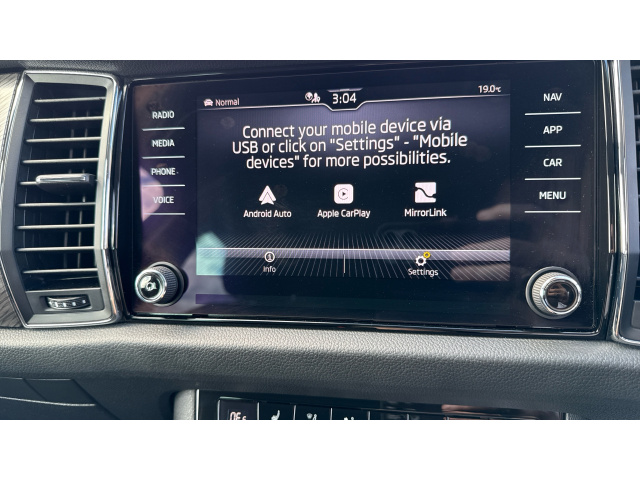 Normal
3:04
19.0°C
RADIO
MEDIA
PHONE
VOICE
NAV
APP
CAR
MENU
Connect your mobile device via
USB or click on "Settings" - "Mobile
devices" for more possibilities.
Android Auto
Apple CarPlay
MirrorLink
Info
Settings